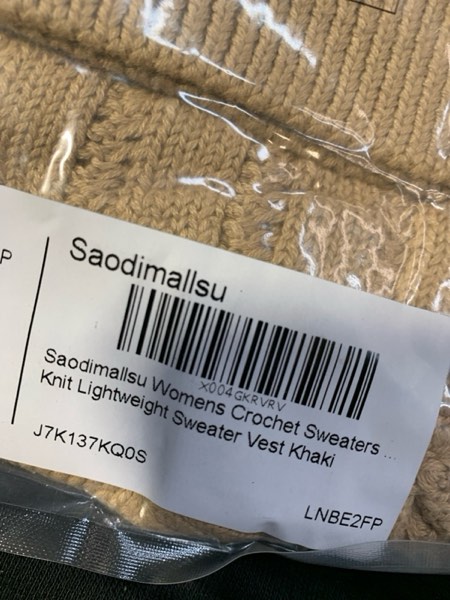 P
Saodimallsu
X004GKRVRV
Saodimallsu Womens Crochet Sweaters ...
Knit Lightweight Sweater Vest Khaki
J7K137KQ0S
LNBE2FP